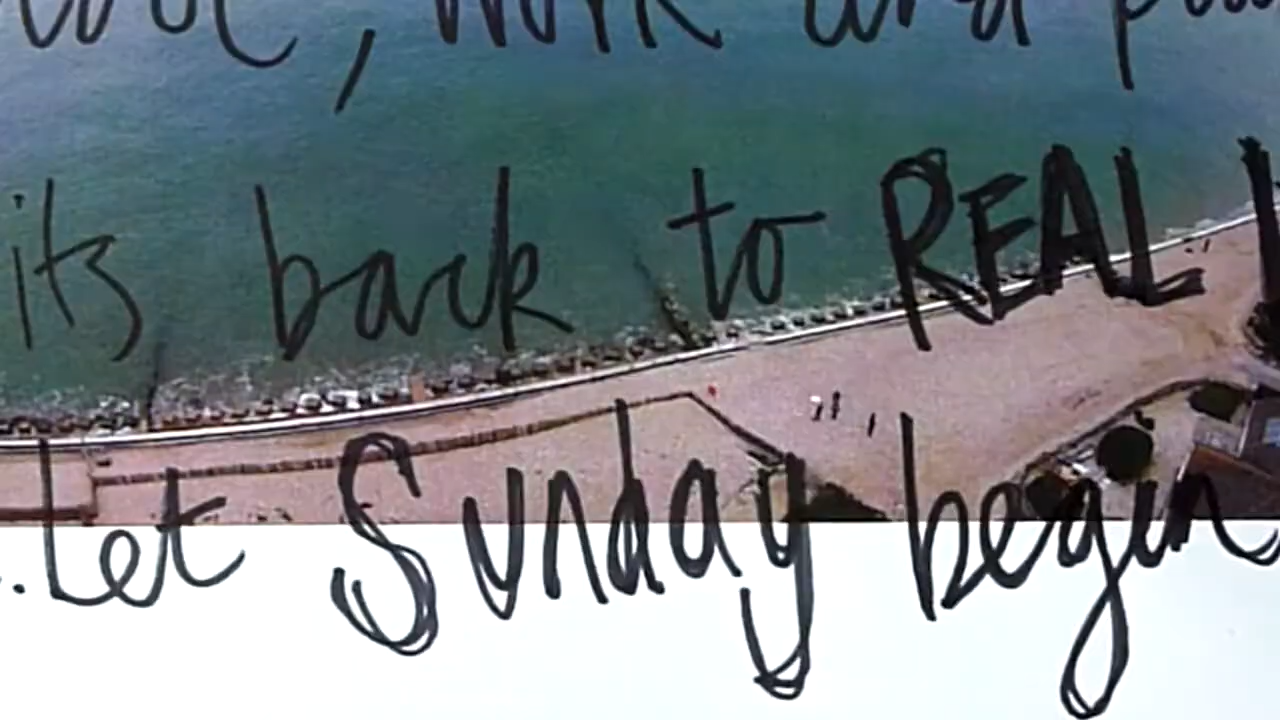 , work and
its back to REAL
.. Let Sunday begin